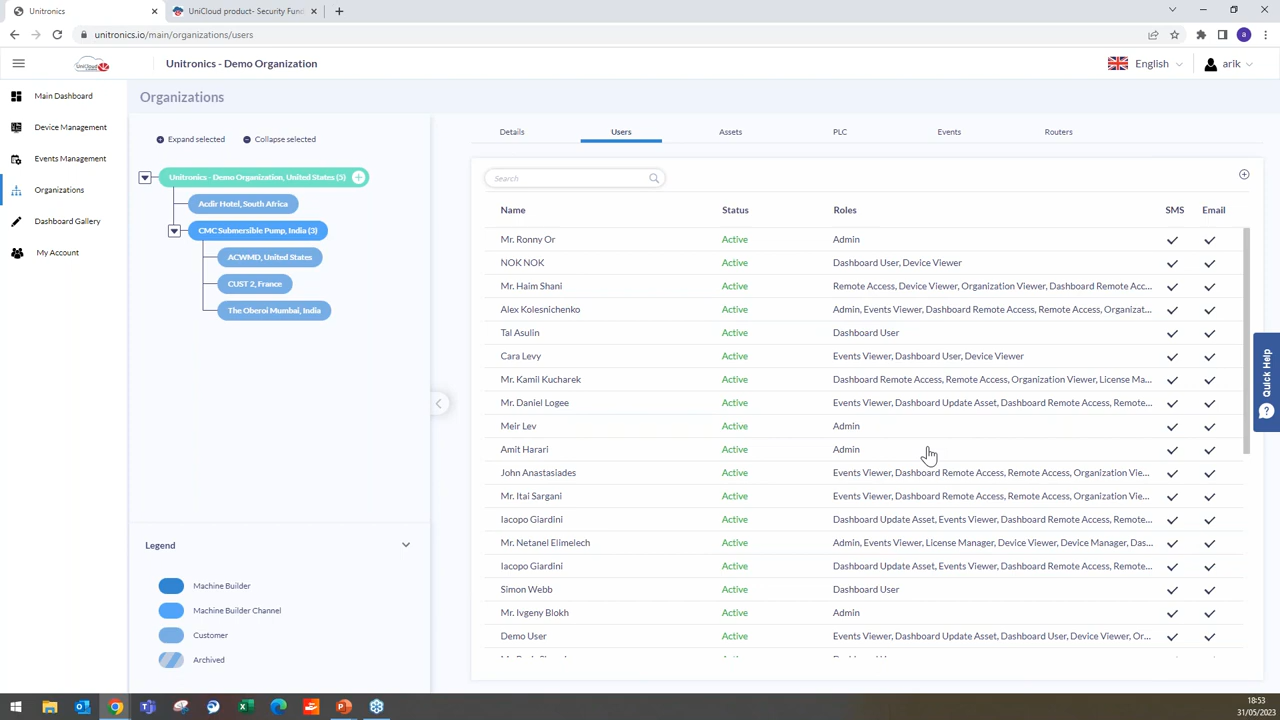 Unitronics
UniCloud product- Security Fund
unitronics.io/main/organizations/users
a
UniCloud
Unitronics - Demo Organization
English
arik
Main Dashboard
Device Management
Events Management
Organizations
Dashboard Gallery
My Account
Organizations
Expand selected
Collapse selected
Unitronics - Demo Organization, United States (5)
Acdir Hotel, South Africa
CMC Submersible Pump, India (3)
ACWMD, United States
CUST 2, France
The Oberoi Mumbai, India
Legend
Machine Builder
Machine Builder Channel
Customer
Archived
Details Users Assets PLC Events Routers
Search
Name Status Roles SMS Email
Mr. Ronny Or Active Admin
NOK NOK Active Dashboard User, Device Viewer
Mr. Haim Shani Active Remote Access, Device Viewer, Organization Viewer, Dashboard Remote Acc...
Alex Kolesnichenko Active Admin, Events Viewer, Dashboard Remote Access, Remote Access, Organizat...
Tal Asulin Active Dashboard User
Cara Levy Active Events Viewer, Dashboard User, Device Viewer
Mr. Kamil Kucharek Active Dashboard Remote Access, Remote Access, Organization Viewer, License Ma...
Mr. Daniel Logee Active Events Viewer, Dashboard Update Asset, Dashboard Remote Access, Remote...
Meir Lev Active Admin
Amit Harari Active Admin
John Anastasiades Active Events Viewer, Dashboard Remote Access, Remote Access, Organization Vie...
Mr. Itai Sargani Active Events Viewer, Dashboard Remote Access, Remote Access, Organization Vie...
Iacopo Giardini Active Dashboard Update Asset, Events Viewer, Dashboard Remote Access, Remote...
Mr. Netanel Elimelech Active Admin, Events Viewer, License Manager, Device Viewer, Device Manager, Das...
Iacopo Giardini Active Dashboard Update Asset, Events Viewer, Dashboard Remote Access, Remote...
Simon Webb Active Dashboard User
Mr. Ivgeny Blokh Active Admin
Demo User Active Events Viewer, Dashboard Update Asset, Dashboard User, Device Viewer, Or...
Quick Help
18:53
31/05/2023